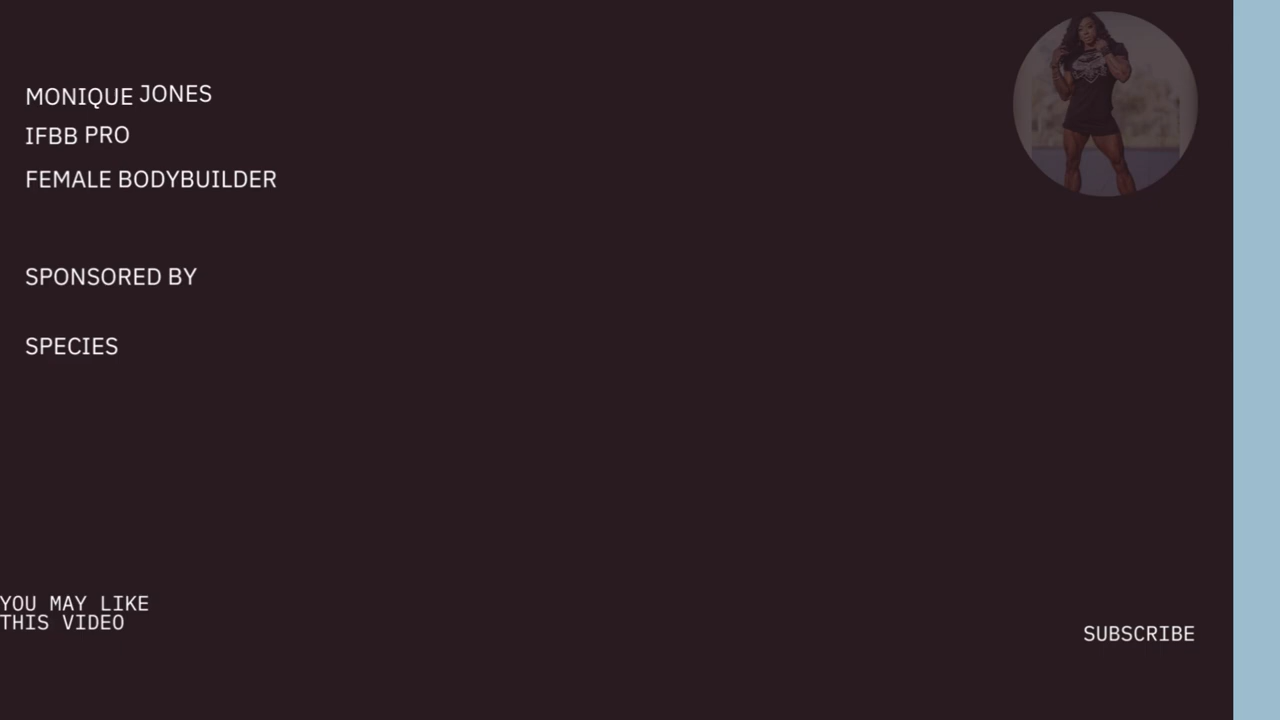 MONIQUE JONES
IFBB PRO
FEMALE BODYBUILDER
SPONSORED BY
SPECIES
YOU MAY LIKE
THIS VIDEO
SUBSCRIBE